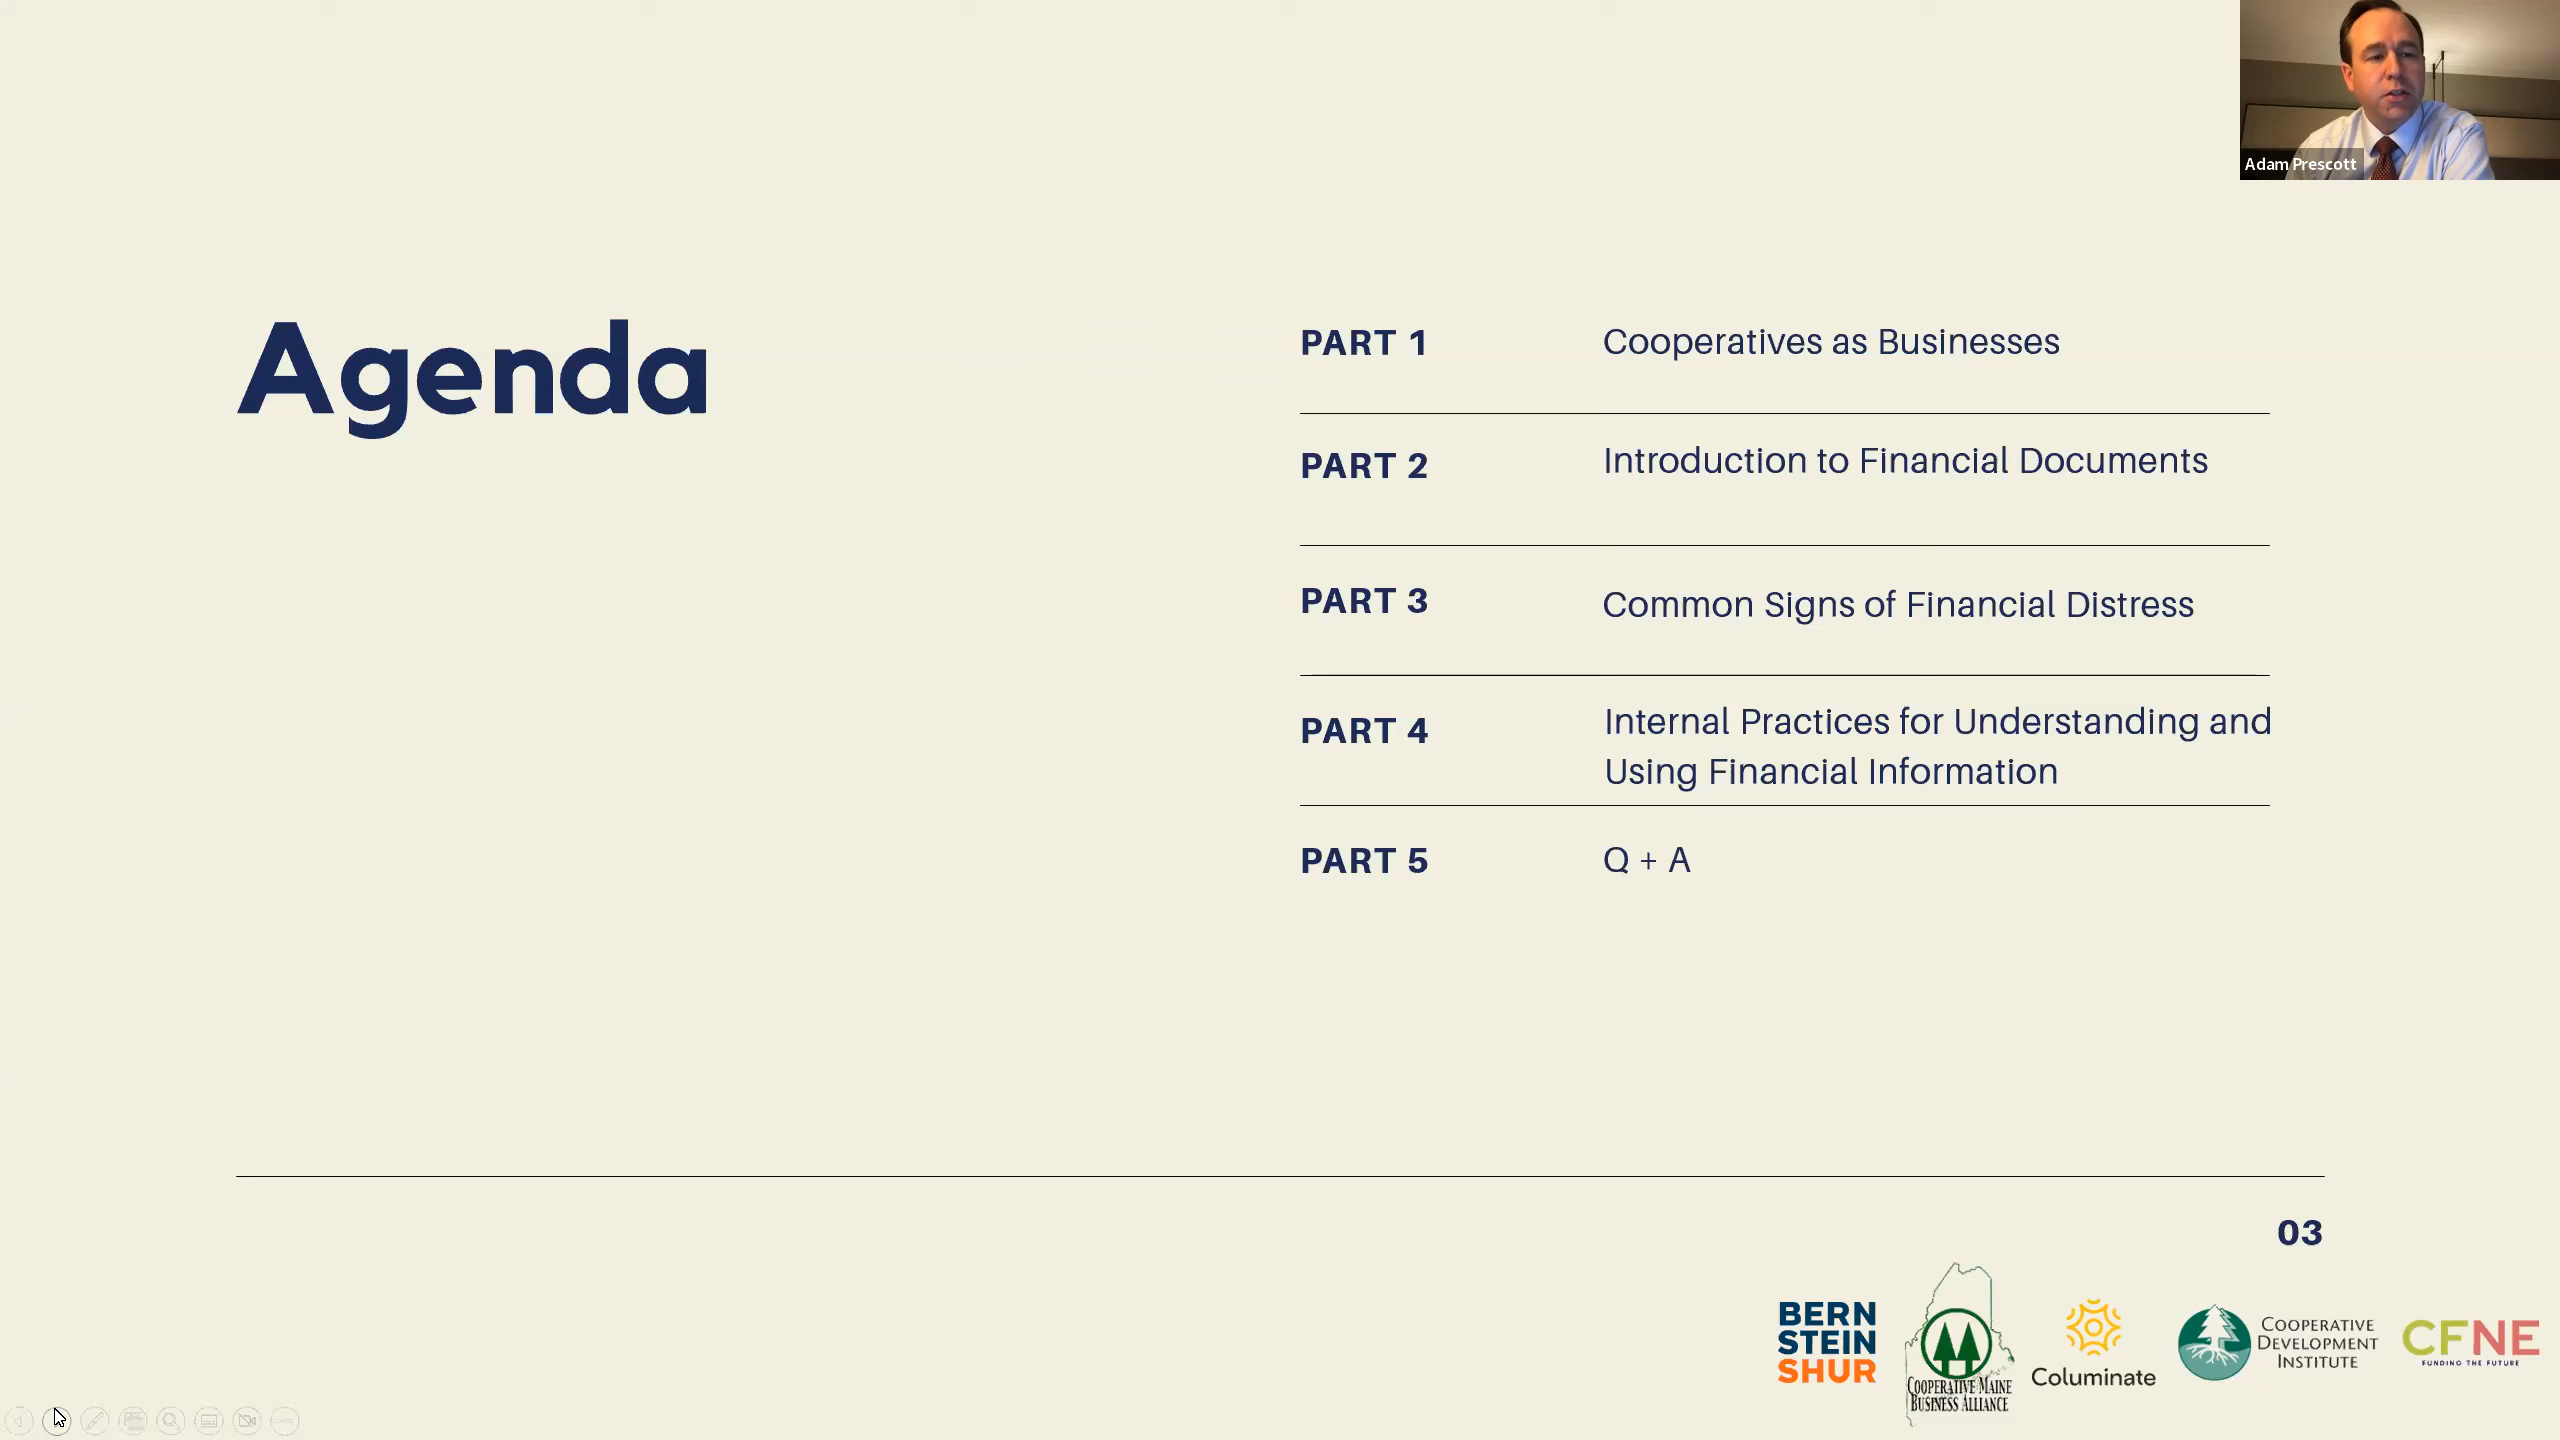 Adam Prescott
Agenda
PART 1
Cooperatives as Businesses
PART 2
Introduction to Financial Documents
PART 3
Common Signs of Financial Distress
PART 4
Internal Practices for Understanding and
Using Financial Information
PART 5
Q + A
03
BERN
STEIN
SHUR
COOPERATIVE MAINE
BUSINESS ALLIANCE
Columinate
COOPERATIVE
DEVELOPMENT
INSTITUTE
CFNE
FUNDING THE FUTURE